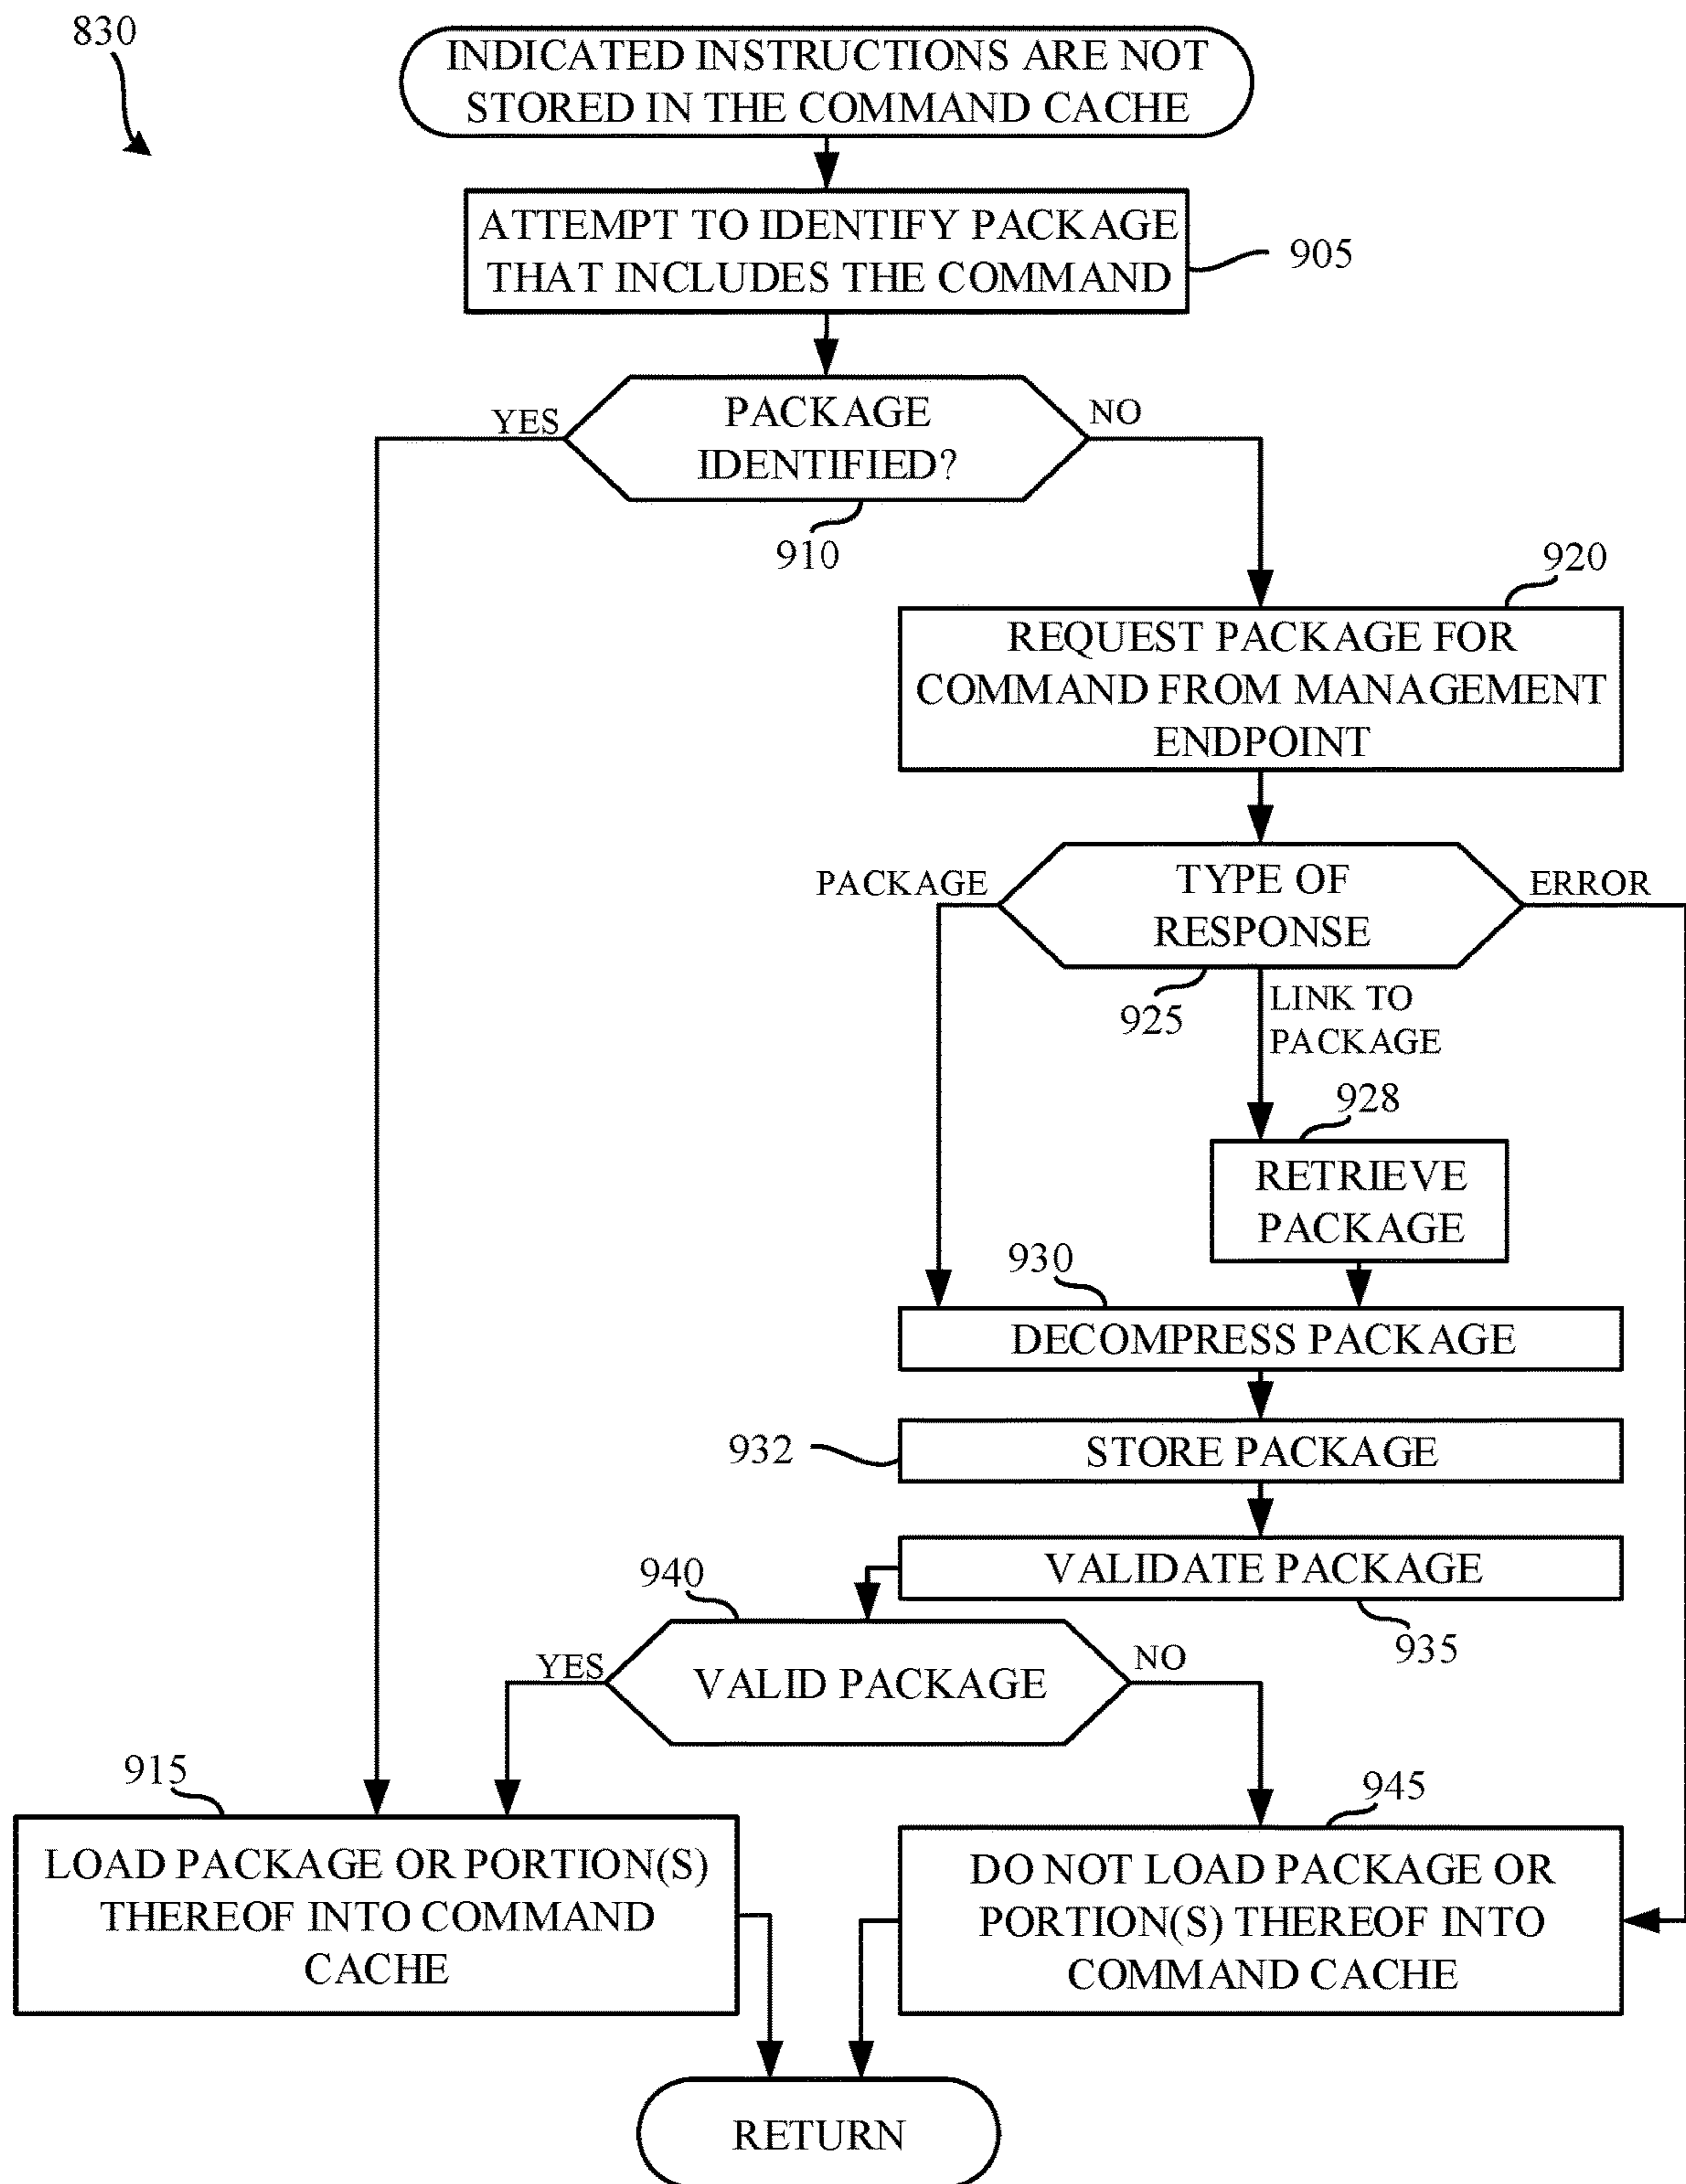 830
INDICATED INSTRUCTIONS ARE NOT
STORED IN THE COMMAND CACHE
ATTEMPT TO IDENTIFY PACKAGE
THAT INCLUDES THE COMMAND
905
YES
PACKAGE
IDENTIFIED?
NO
910
920
REQUEST PACKAGE FOR
COMMAND FROM MANAGEMENT
ENDPOINT
PACKAGE
TYPE OF
RESPONSE
ERROR
925
LINK TO
PACKAGE
928
RETRIEVE
PACKAGE
930
DECOMPRESS PACKAGE
932
STORE PACKAGE
VALIDATE PACKAGE
935
940
YES
VALID PACKAGE
NO
915
LOAD PACKAGE OR PORTION(S)
THEREOF INTO COMMAND
CACHE
945
DO NOT LOAD PACKAGE OR
PORTION(S) THEREOF INTO
COMMAND CACHE
RETURN